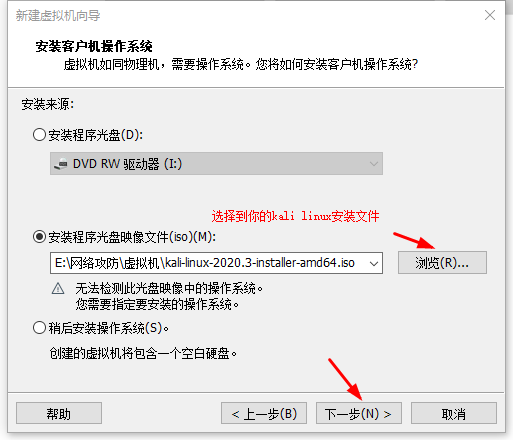 新建虚拟机向导
安装客户机操作系统
虚拟机如同物理机，需要操作系统。您将如何安装客户机操作系统?
安装来源:
安装程序光盘(D):
DVD RW 驱动器 (I:)
选择到你的kali linux安装文件
安装程序光盘映像文件(iso)(M):
E:\网络攻防\虚拟机\kali-linux-2020.3-installer-amd64.iso
浏览(R)...
无法检测此光盘映像中的操作系统。
您需要指定要安装的操作系统。
稍后安装操作系统(S)。
创建的虚拟机将包含一个空白硬盘。
帮助
< 上一步(B)
下一步(N) >
取消